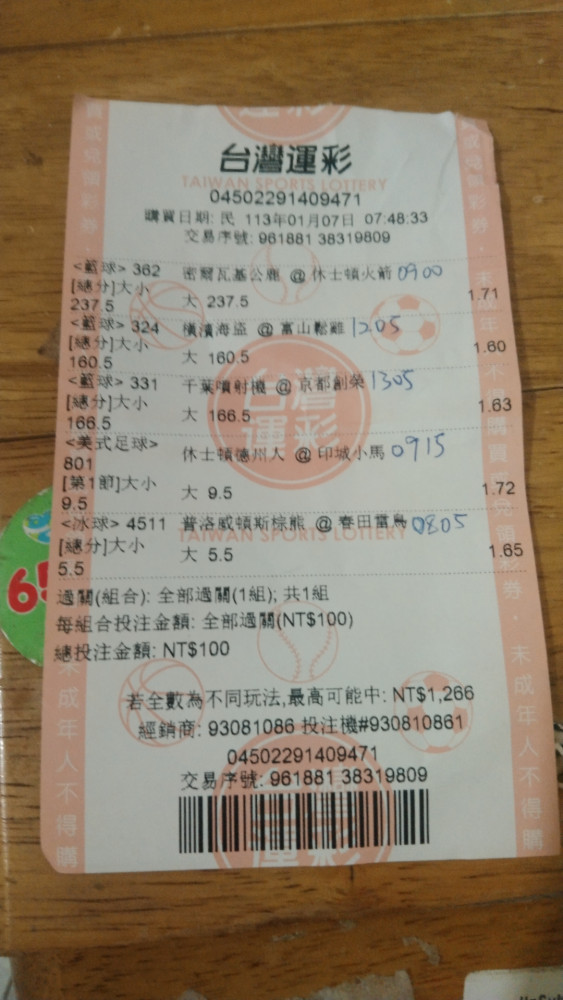 台灣運彩
TAIWAN SPORTS LOTTERY
04502291409471
購買日期: 民 113年01月07日 07:48:33
交易序號: 961881 38319809
<籃球> 362 密爾瓦基公鹿 @ 休士頓火箭 0900
[總分]大小 大 237.5 1.71
237.5
<籃球> 324 橫濱海盜 @ 富山松雞 1205
[總分]大小 大 160.5 1.60
160.5
<籃球> 331 千葉噴射機 @ 京都創榮 1305
[總分]大小 大 166.5 1.63
166.5
<美式足球>
801 休士頓德州人 @ 印城小馬 0915
[第1節]大小 大 9.5 1.72
9.5
<冰球> 4511 普洛威頓斯棕熊 @ 春田雷鳥 0805
[總分]大小 大 5.5 1.65
5.5
過關(組合): 全部過關(1組); 共1組
每組合投注金額: 全部過關(NT$100)
總投注金額: NT$100
若全數為不同玩法,最高可能中: NT$1,266
經銷商: 93081086 投注機#930810861
04502291409471
交易序號: 961881 38319809
未成年人不得購
65